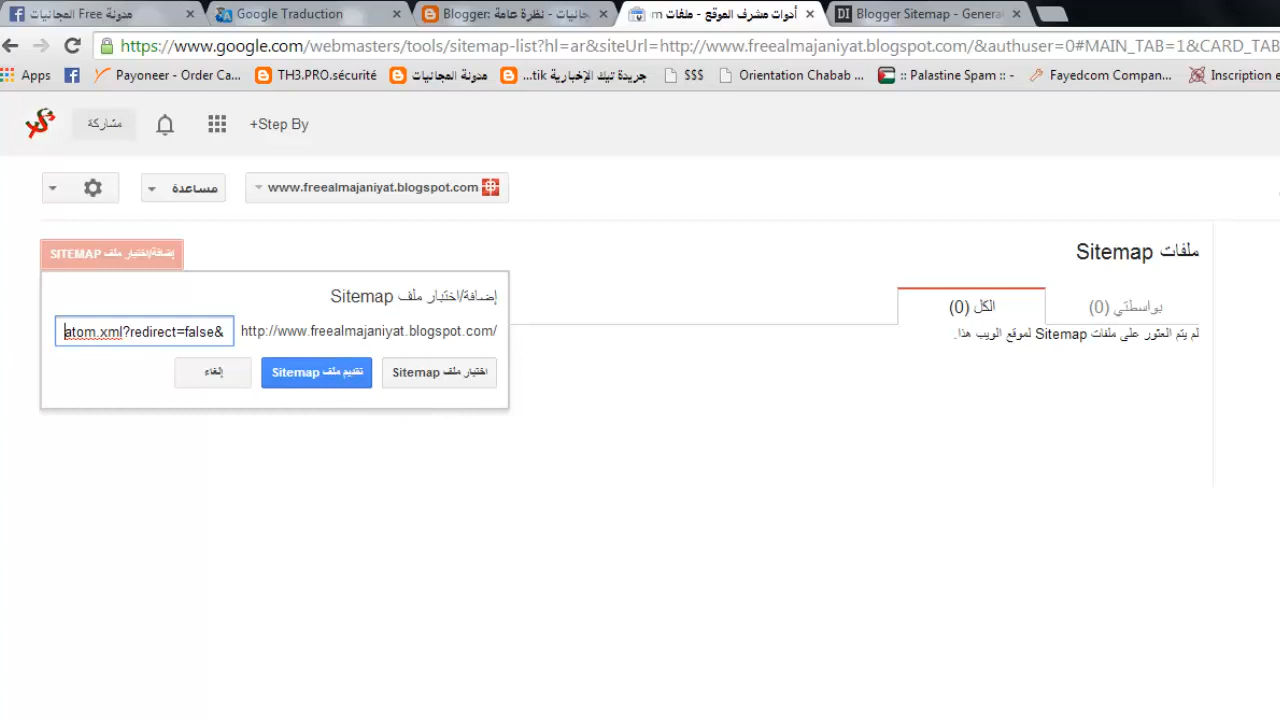 مدونة المجانيات Free
Google Traduction
Blogger: المجانيات - نظرة عامة
أدوات مشرف الموقع - ملفات m
Blogger Sitemap - Genera
https://www.google.com/webmasters/tools/sitemap-list?hl=ar&siteUrl=http://www.freealmajaniyat.blogspot.com/&authuser=0#MAIN_TAB=1&CARD_TAB
Apps
Payoneer - Order Ca...
TH3.PRO.sécurité
مدونة المجانيات
جريدة تيك الإخبارية tik...
$$$
Orientation Chabab ...
:: Palastine Spam :: -
Fayedcom Compan...
Inscription e
مشاركة
+Step By
مساعدة
www.freealmajaniyat.blogspot.com
إضافة/اختبار ملف SITEMAP
ملفات Sitemap
إضافة/اختبار ملف Sitemap
بواسطتي (0)
الكل (0)
http://www.freealmajaniyat.blogspot.com/
atom.xml?redirect=false&
لم يتم العثور على ملفات Sitemap لموقع الويب هذا.
اختبار ملف Sitemap
تقديم ملف Sitemap
إلغاء